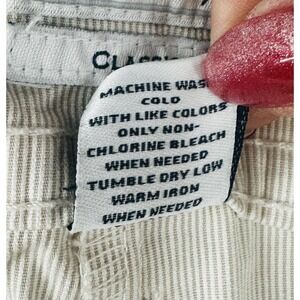 CLASS
MACHINE WASH
COLD
WITH LIKE COLORS
ONLY NON-
CHLORINE BLEACH
WHEN NEEDED
TUMBLE DRY LOW
WARM IRON
WHEN NEEDED